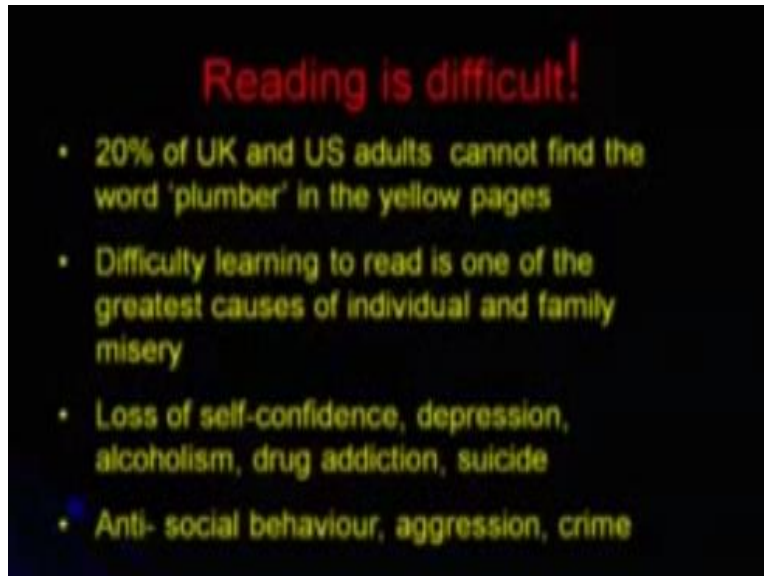 Reading is difficult!
• 20% of UK and US adults cannot find the
word 'plumber' in the yellow pages
• Difficulty learning to read is one of the
greatest causes of individual and family
misery
• Loss of self-confidence, depression,
alcoholism, drug addiction, suicide
• Anti- social behaviour, aggression, crime